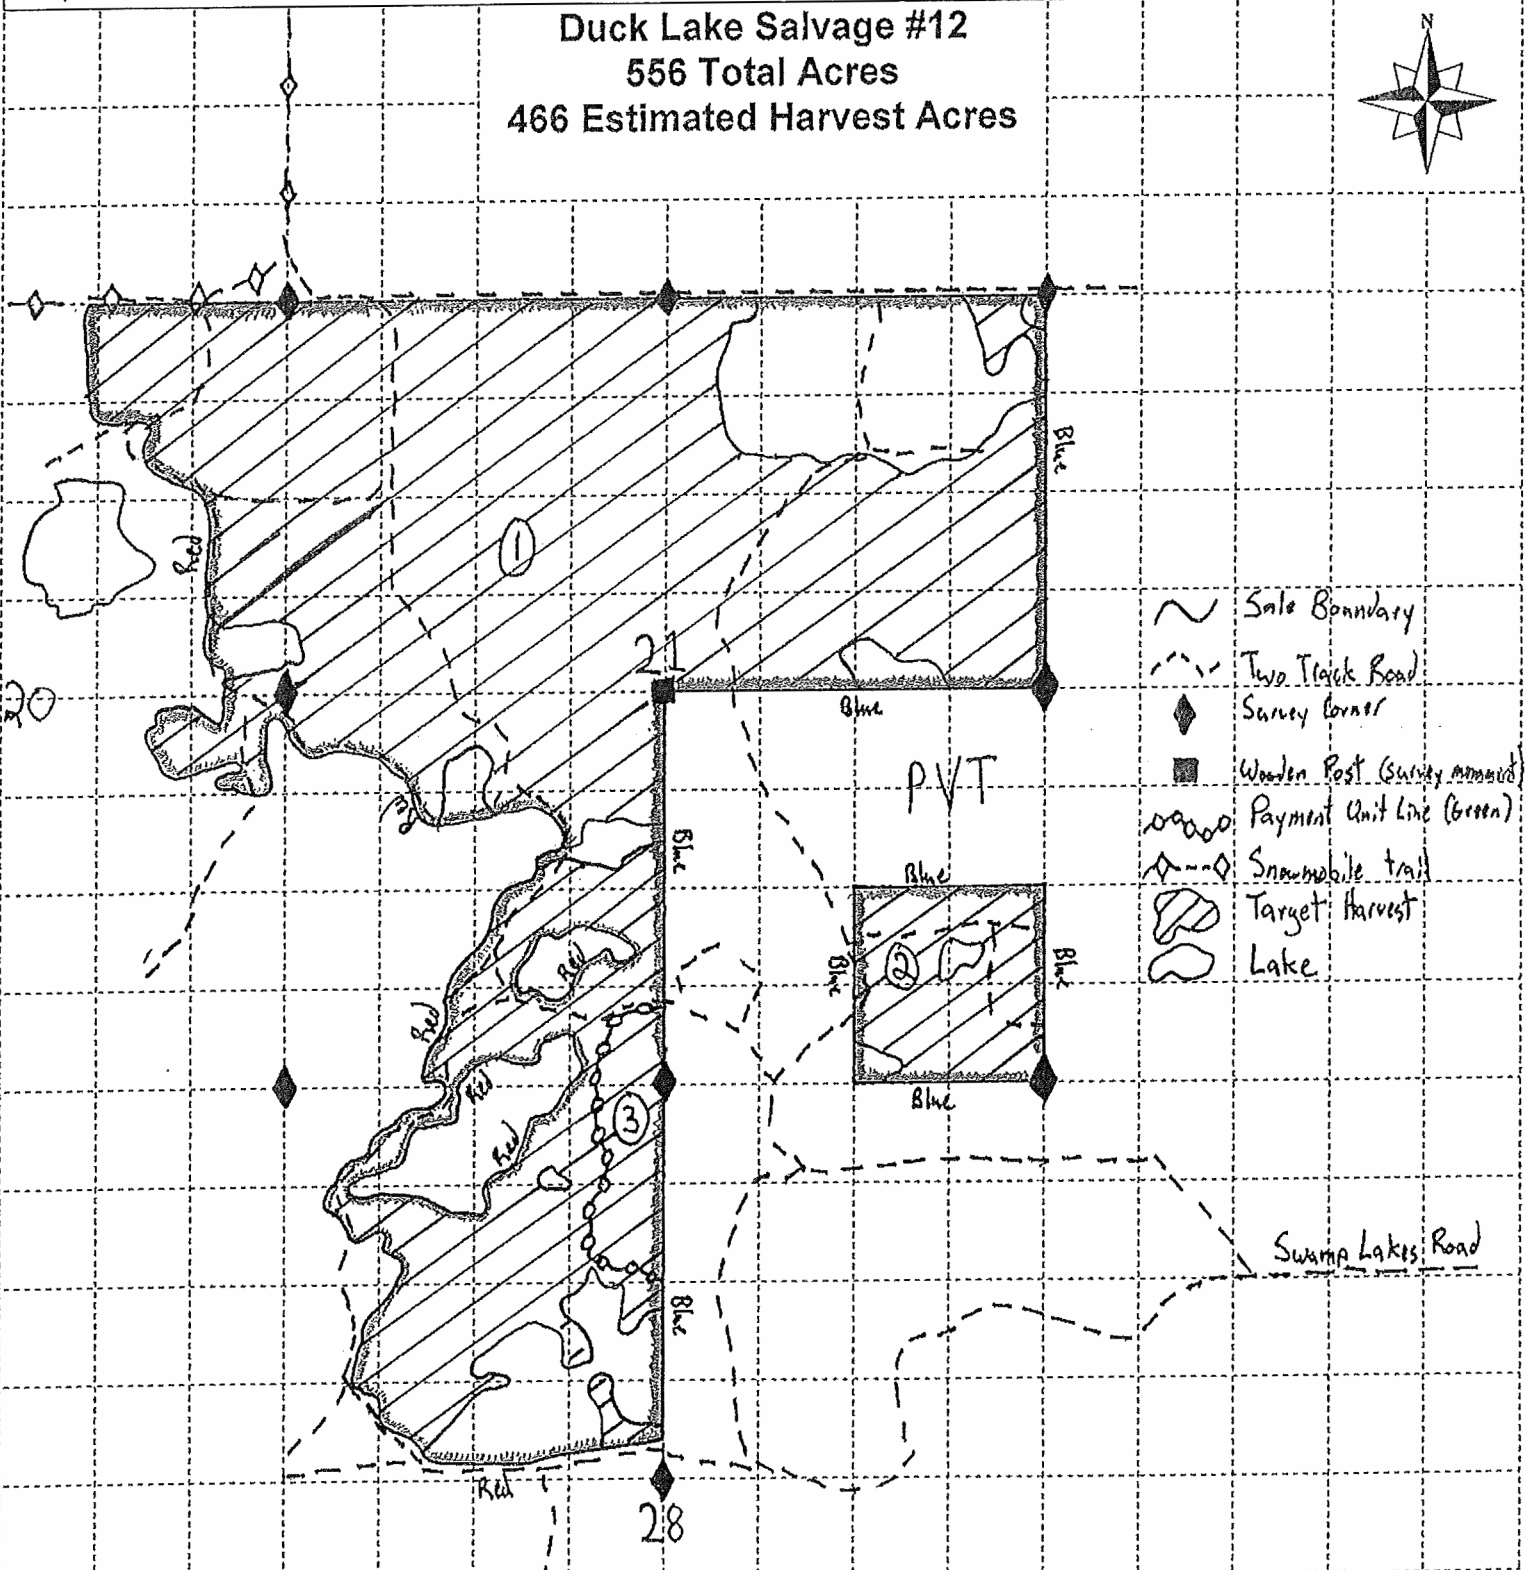 Duck Lake Salvage #12
556 Total Acres
466 Estimated Harvest Acres
N
Blue
1
Red
Sale Boundary
Two Track Road
Survey Corner
Wooden Post (survey monument)
Payment Unit Line (Green)
Snowmobile trail
Target Harvest
Lake
20
21
Blue
PVT
Red
Blue
Blue
Red
Blue
2
Blue
Red
Red
Blue
3
Red
Swamp Lakes Road
Blue
Red
28